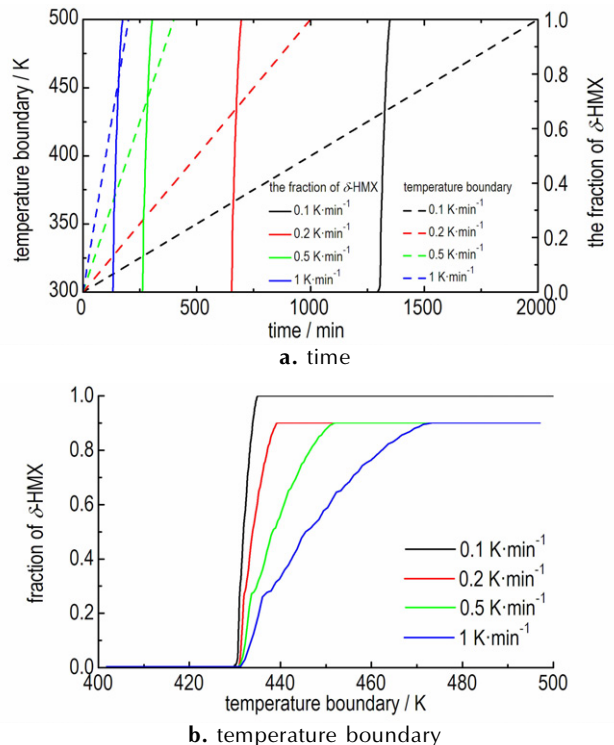 500
450
400
350
300
temperature boundary / K
1.0
0.8
0.6
0.4
0.2
0.0
the fraction of δ-HMX
the fraction of δ-HMX
0.1 K·min⁻¹
0.2 K·min⁻¹
0.5 K·min⁻¹
1 K·min⁻¹
temperature boundary
0.1 K·min⁻¹
0.2 K·min⁻¹
0.5 K·min⁻¹
1 K·min⁻¹
0 500 1000 1500 2000
time / min
a. time
1.0
0.8
0.6
0.4
0.2
0.0
fraction of δ-HMX
0.1 K·min⁻¹
0.2 K·min⁻¹
0.5 K·min⁻¹
1 K·min⁻¹
400 420 440 460 480 500
temperature boundary / K
b. temperature boundary